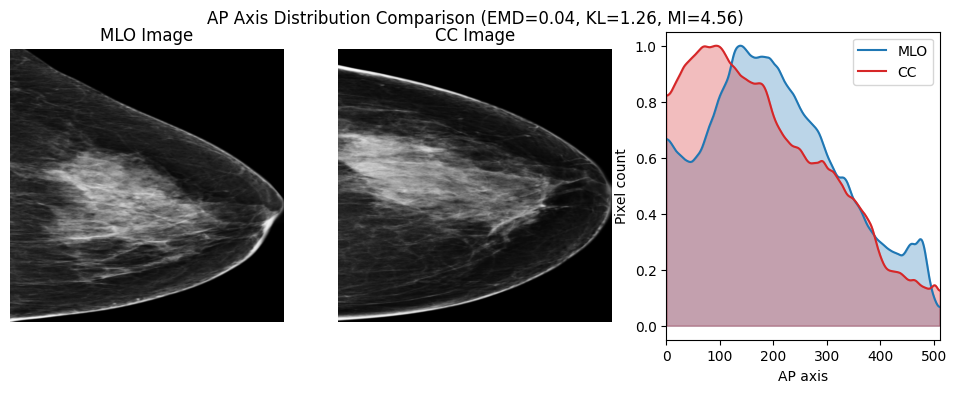 AP Axis Distribution Comparison (EMD=0.04, KL=1.26, MI=4.56)
MLO Image
CC Image
MLO
CC
1.0
0.8
0.6
0.4
0.2
0.0
Pixel count
0 100 200 300 400 500
AP axis